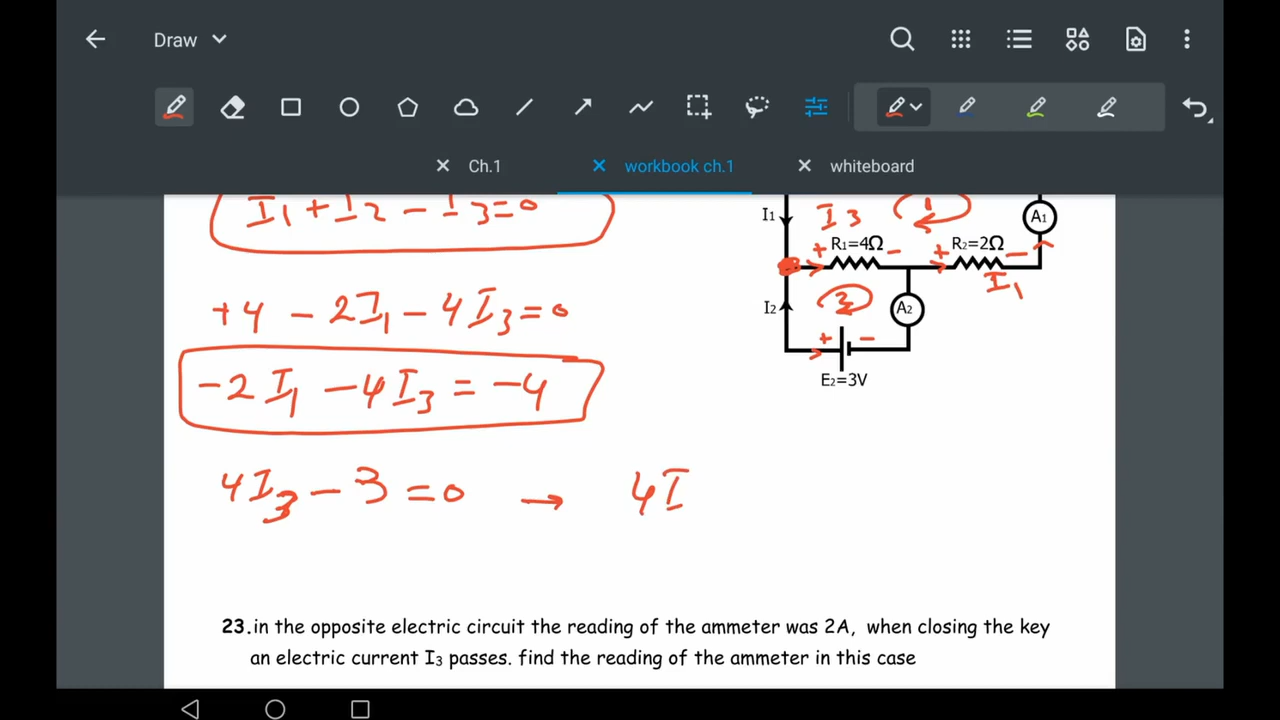 Draw
Ch.1
workbook ch.1
whiteboard
I1 + I2 - I3 = 0
+4 - 2I1 - 4I3 = 0
-2I1 - 4I3 = -4
4I3 - 3 = 0 → 4I
I1
I3
1
A1
+ R1=4Ω -
+ R2=2Ω -
I1
I2
2
A2
+ -
E2=3V
23. in the opposite electric circuit the reading of the ammeter was 2A, when closing the key
an electric current I3 passes. find the reading of the ammeter in this case